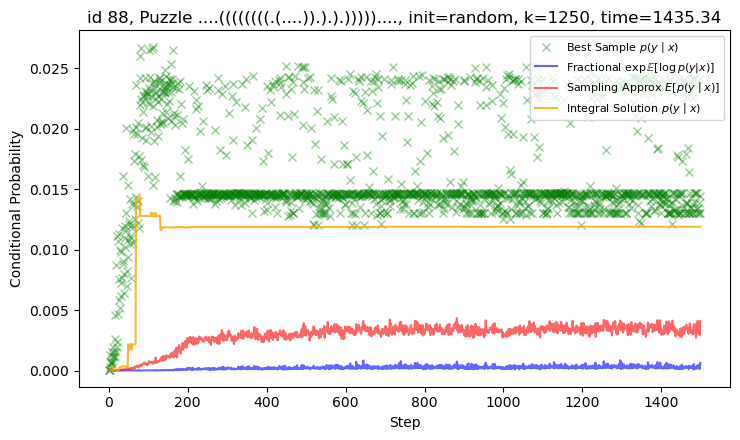 id 88, Puzzle ....((((((((.(....)).).).)))))...., init=random, k=1250, time=1435.34
Best Sample p(y | x)
Fractional exp𝔼[log p(y|x)]
Sampling Approx E[p(y | x)]
Integral Solution p(y | x)
Conditional Probability
0.025
0.020
0.015
0.010
0.005
0.000
0
200
400
600
800
1000
1200
1400
Step